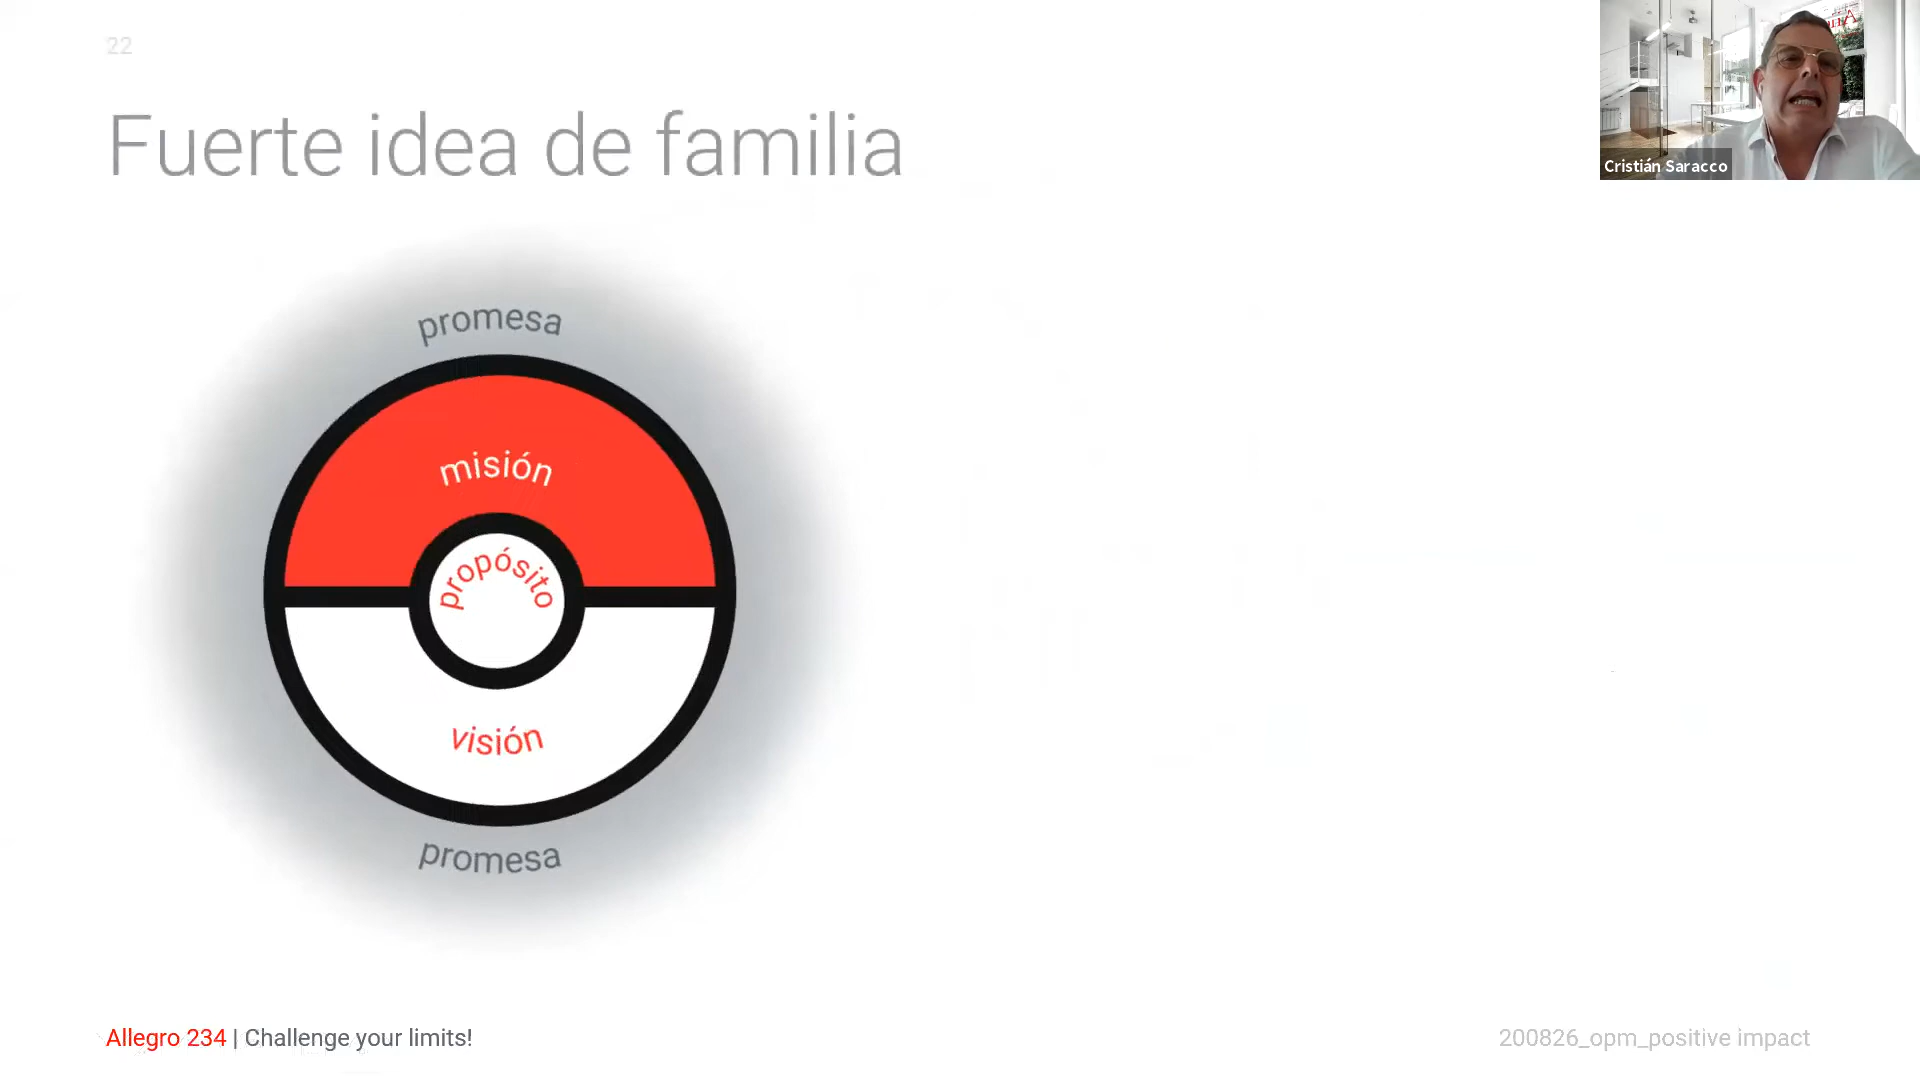 22
Cristián Saracco
Fuerte idea de familia
promesa
misión
propósito
visión
promesa
Allegro 234 | Challenge your limits!
200826_opm_positive impact